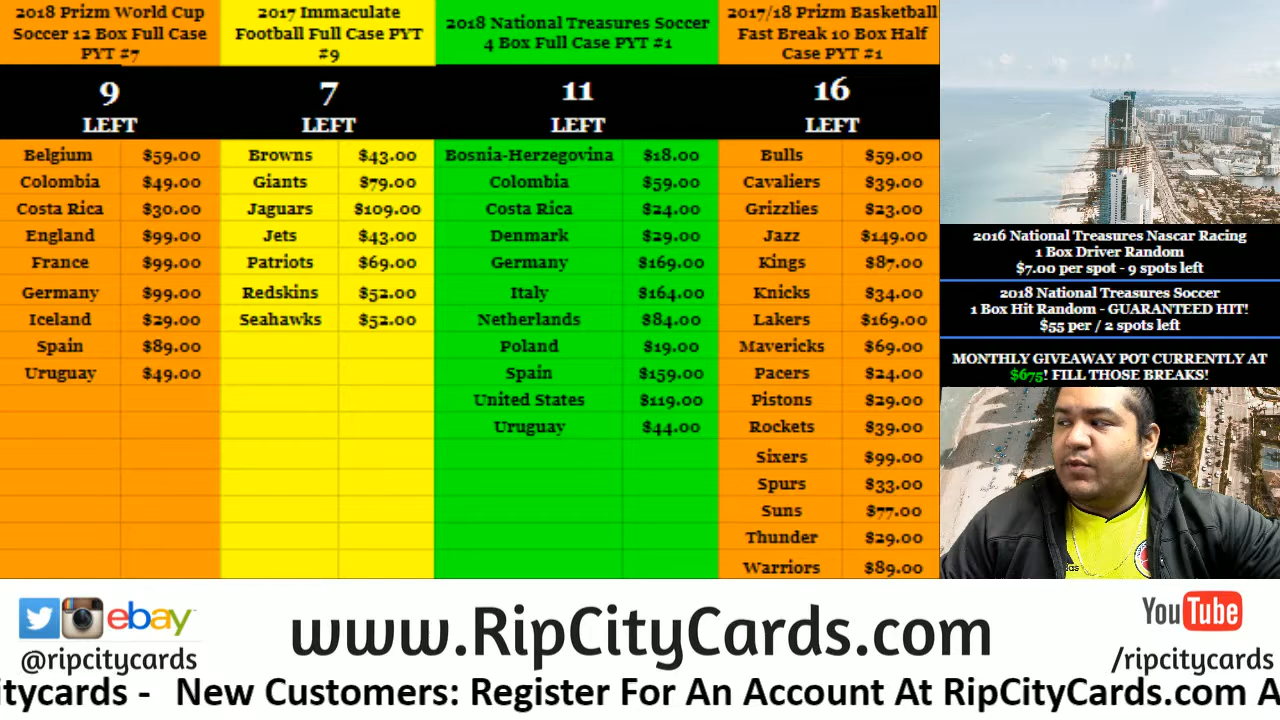 2018 Prizm World Cup
Soccer 12 Box Full Case
PYT #7
9
LEFT
Belgium $59.00
Colombia $49.00
Costa Rica $30.00
England $99.00
France $99.00
Germany $99.00
Iceland $29.00
Spain $89.00
Uruguay $49.00
2017 Immaculate
Football Full Case PYT
#9
7
LEFT
Browns $43.00
Giants $79.00
Jaguars $109.00
Jets $43.00
Patriots $69.00
Redskins $52.00
Seahawks $52.00
2018 National Treasures Soccer
4 Box Full Case PYT #1
11
LEFT
Bosnia-Herzegovina $18.00
Colombia $59.00
Costa Rica $24.00
Denmark $29.00
Germany $169.00
Italy $164.00
Netherlands $84.00
Poland $19.00
Spain $159.00
United States $119.00
Uruguay $44.00
2017/18 Prizm Basketball
Fast Break 10 Box Half
Case PYT #1
16
LEFT
Bulls $59.00
Cavaliers $39.00
Grizzlies $23.00
Jazz $149.00
Kings $87.00
Knicks $34.00
Lakers $169.00
Mavericks $69.00
Pacers $24.00
Pistons $29.00
Rockets $39.00
Sixers $99.00
Spurs $33.00
Suns $77.00
Thunder $29.00
Warriors $89.00
2016 National Treasures Nascar Racing
1 Box Driver Random
$7.00 per spot - 9 spots left
2018 National Treasures Soccer
1 Box Hit Random - GUARANTEED HIT!
$55 per / 2 spots left
MONTHLY GIVEAWAY POT CURRENTLY AT
$675! FILL THOSE BREAKS!
ebay
@ripcitycards
www.RipCityCards.com
YouTube
/ripcitycards
itycards - New Customers: Register For An Account At RipCityCards.com A